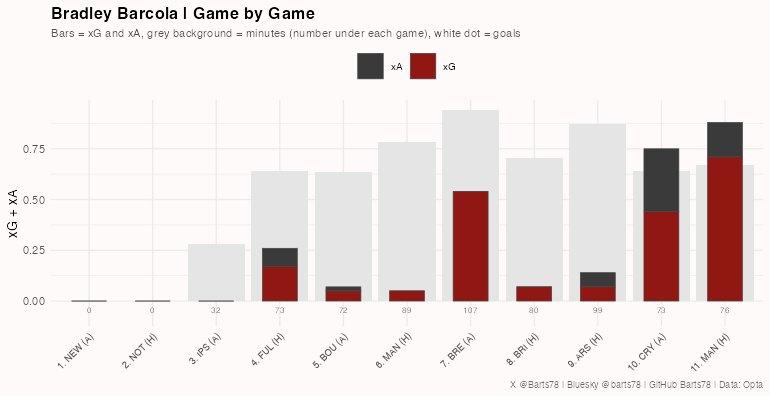 Bradley Barcola | Game by Game
Bars = xG and xA, grey background = minutes (number under each game), white dot = goals
xA xG
xG + xA
0.75
0.50
0.25
0.00
0 0 32 73 72 89 107 80 99 73 76
1. NEW (A)
2. NOT (H)
3. IPS (A)
4. FUL (H)
5. BOU (A)
6. MAN (H)
7. BRE (A)
8. BRI (H)
9. ARS (H)
10. CRY (A)
11. MAN (H)
X @Barts78 | Bluesky @barts78 | GitHub Barts78 | Data: Opta